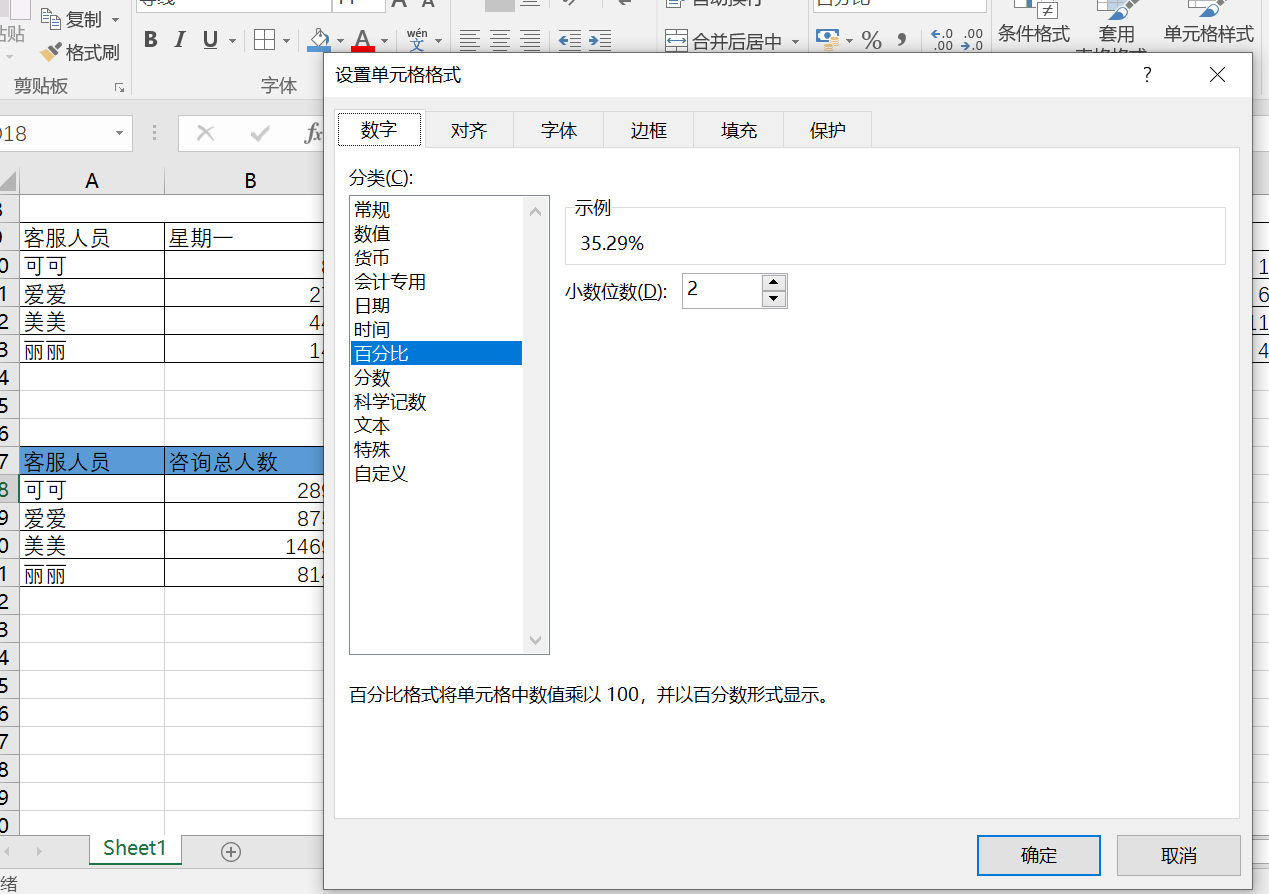 复制
格式刷
剪贴板
B I U
A
wén
文
字体
合并后居中
%
条件格式
套用
单元格样式
设置单元格格式
?
数字 对齐 字体 边框 填充 保护
fx
A B
分类(C):
常规
数值
货币
会计专用
日期
时间
百分比
分数
科学记数
文本
特殊
自定义
示例
35.29%
小数位数(D): 2
客服人员 星期一
可可
爱爱
美美
丽丽
客服人员 咨询总人数
可可 289
爱爱 875
美美 1469
丽丽 814
百分比格式将单元格中数值乘以 100，并以百分数形式显示。
Sheet1
确定 取消